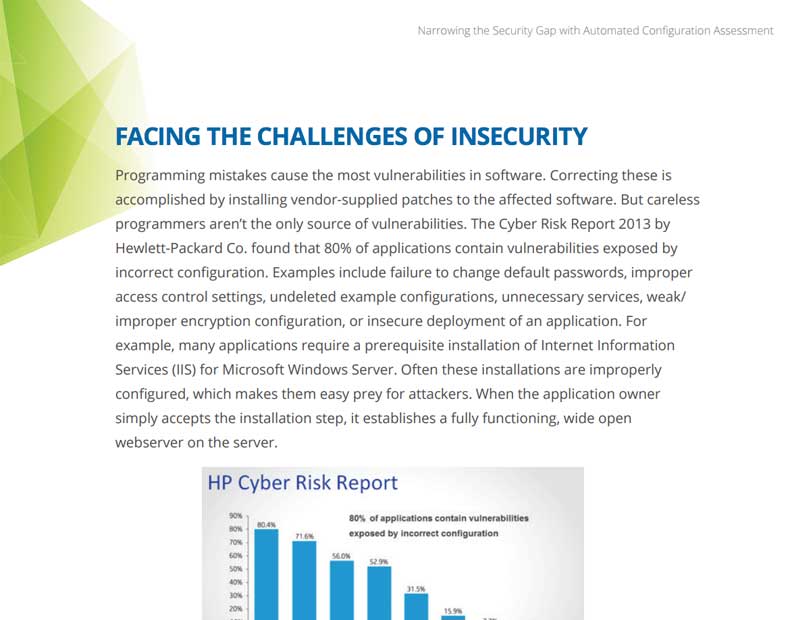 Narrowing the Security Gap with Automated Configuration Assessment
FACING THE CHALLENGES OF INSECURITY
Programming mistakes cause the most vulnerabilities in software. Correcting these is
accomplished by installing vendor-supplied patches to the affected software. But careless
programmers aren’t the only source of vulnerabilities. The Cyber Risk Report 2013 by
Hewlett-Packard Co. found that 80% of applications contain vulnerabilities exposed by
incorrect configuration. Examples include failure to change default passwords, improper
access control settings, undeleted example configurations, unnecessary services, weak/
improper encryption configuration, or insecure deployment of an application. For
example, many applications require a prerequisite installation of Internet Information
Services (IIS) for Microsoft Windows Server. Often these installations are improperly
configured, which makes them easy prey for attackers. When the application owner
simply accepts the installation step, it establishes a fully functioning, wide open
webserver on the server.
HP Cyber Risk Report
80% of applications contain vulnerabilities
exposed by incorrect configuration
90%
80%
70%
60%
50%
40%
30%
20%
80.4%
71.6%
56.0%
52.9%
31.5%
15.9%